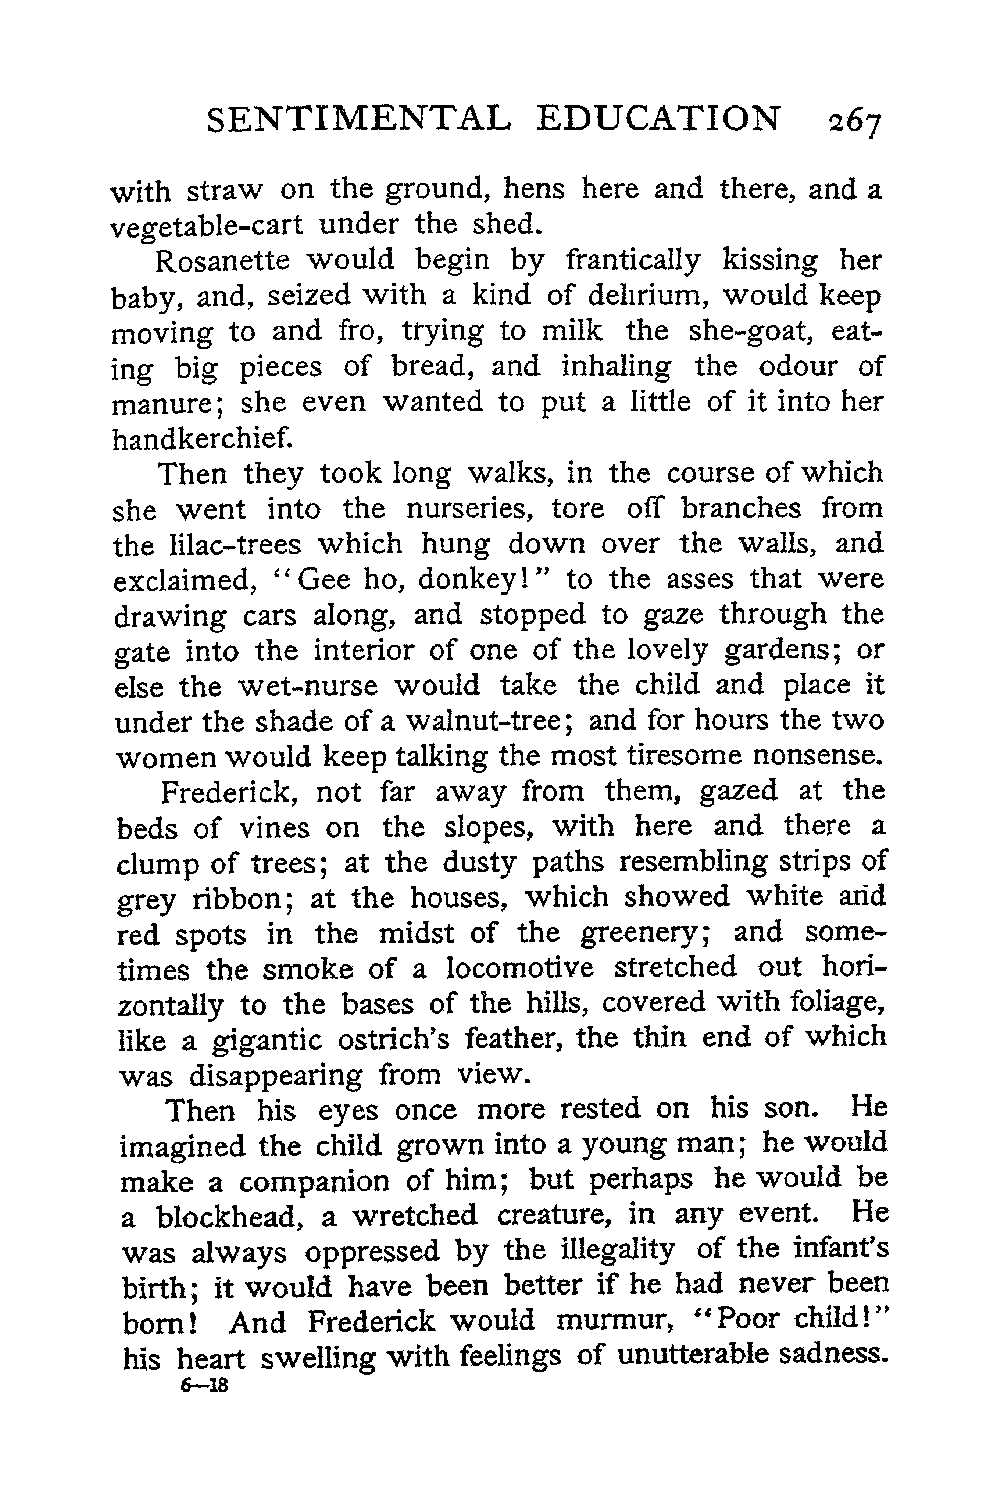 SENTIMENTAL EDUCATION 267
with straw on the ground, hens here and there, and a
vegetable-cart under the shed.
Rosanette would begin by frantically kissing her
baby, and, seized with a kind of delirium, would keep
moving to and fro, trying to milk the she-goat, eat-
ing big pieces of bread, and inhaling the odour of
manure; she even wanted to put a little of it into her
handkerchief.
Then they took long walks, in the course of which
she went into the nurseries, tore off branches from
the lilac-trees which hung down over the walls, and
exclaimed, "Gee ho, donkey!" to the asses that were
drawing cars along, and stopped to gaze through the
gate into the interior of one of the lovely gardens; or
else the wet-nurse would take the child and place it
under the shade of a walnut-tree; and for hours the two
women would keep talking the most tiresome nonsense.
Frederick, not far away from them, gazed at the
beds of vines on the slopes, with here and there a
clump of trees; at the dusty paths resembling strips of
grey ribbon; at the houses, which showed white and
red spots in the midst of the greenery; and some-
times the smoke of a locomotive stretched out hori-
zontally to the bases of the hills, covered with foliage,
like a gigantic ostrich's feather, the thin end of which
was disappearing from view.
Then his eyes once more rested on his son. He
imagined the child grown into a young man; he would
make a companion of him; but perhaps he would be
a blockhead, a wretched creature, in any event. He
was always oppressed by the illegality of the infant's
birth; it would have been better if he had never been
born! And Frederick would murmur, "Poor child!"
his heart swelling with feelings of unutterable sadness.
6—18